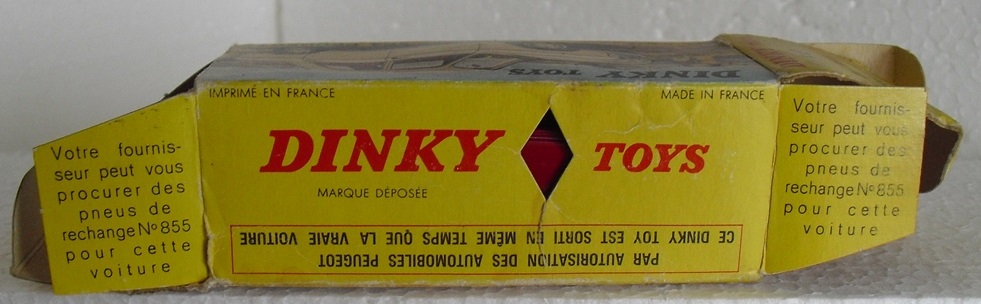 DINKY TOYS
IMPRIMÉ EN FRANCE
MADE IN FRANCE
DINKY TOYS
MARQUE DÉPOSÉE
PAR AUTORISATION DES AUTOMOBILES PEUGEOT
CE DINKY TOY EST SORTI EN MÊME TEMPS QUE LA VRAIE VOITURE
Votre fournis-
seur peut vous
procurer des
pneus de
rechange No 855
pour cette
voiture
Votre fournis-
seur peut vous
procurer des
pneus de
rechange No 855
pour cette
voiture